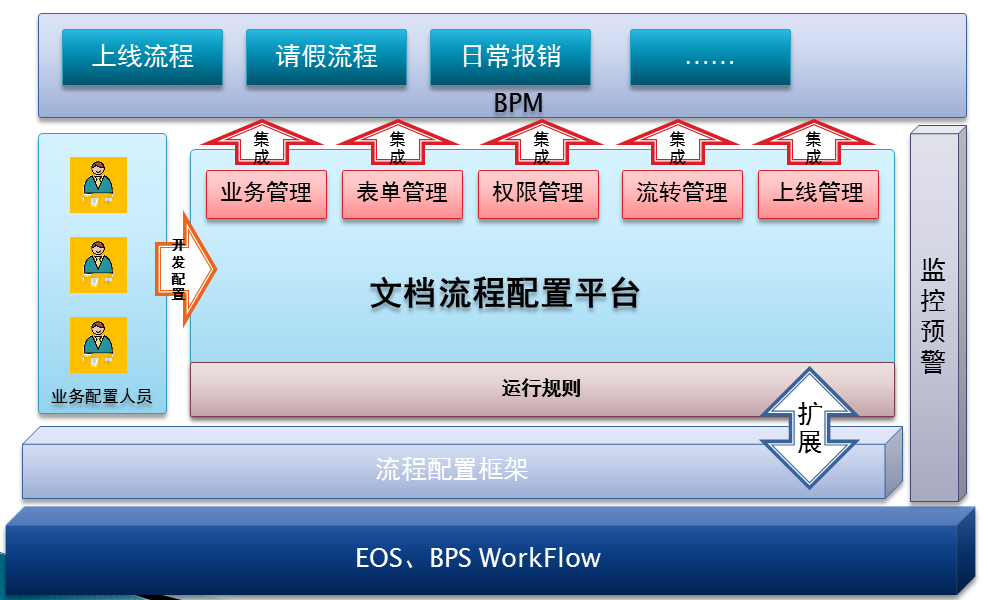 上线流程
请假流程
日常报销
……
BPM
集成
集成
集成
集成
集成
业务管理
表单管理
权限管理
流转管理
上线管理
开发配置
文档流程配置平台
业务配置人员
运行规则
监控预警
扩展
流程配置框架
EOS、BPS WorkFlow